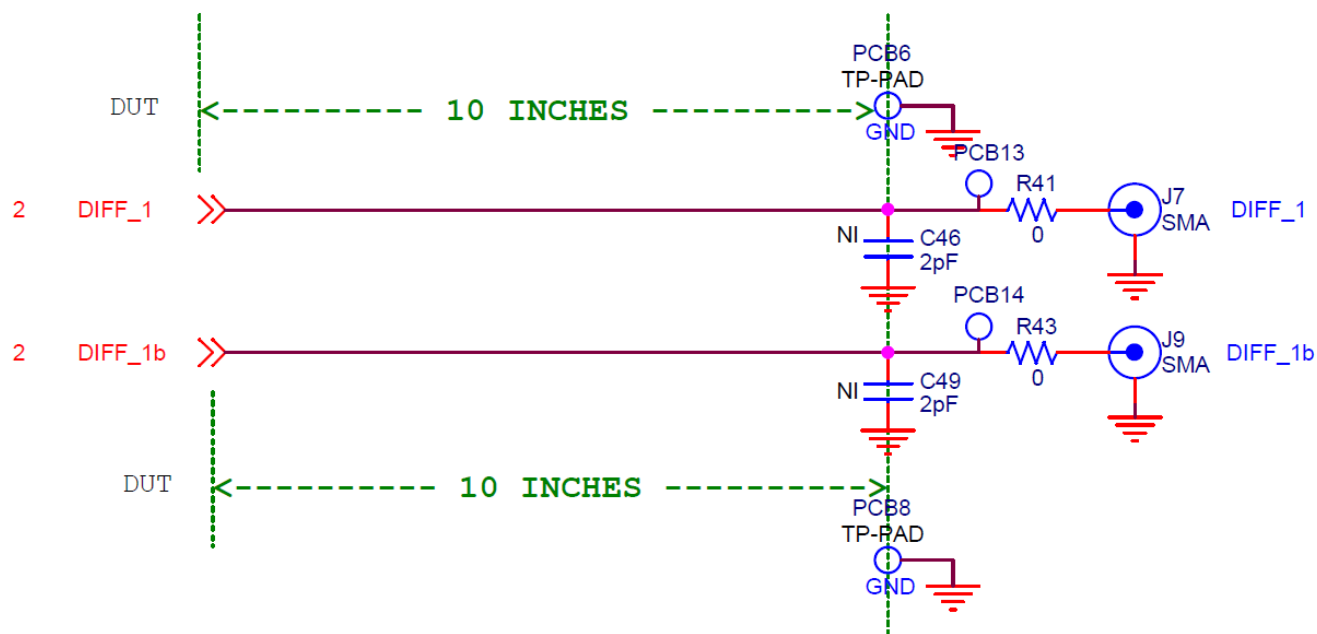 PCB6
TP-PAD
DUT
10 INCHES
GND
PCB13
R41
J7
2 DIFF_1
SMA
DIFF_1
0
NI
C46
2pF
PCB14
R43
J9
2 DIFF_1b
SMA
DIFF_1b
0
NI
C49
2pF
DUT
10 INCHES
PCB8
TP-PAD
GND